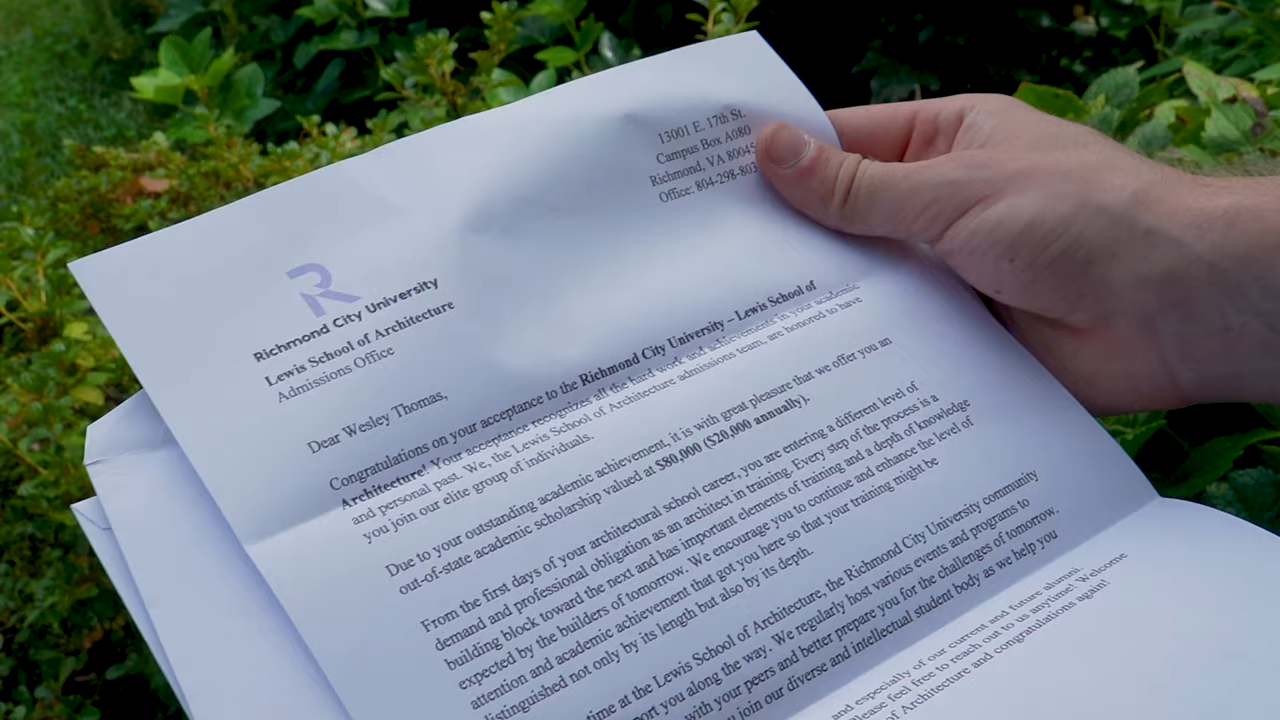 13001 E. 17th St.
Campus Box A080
Richmond, VA 80045
Office: 804-298-803
R
Richmond City University
Lewis School of Architecture
Admissions Office
Dear Wesley Thomas,
Congratulations on your acceptance to the Richmond City University – Lewis School of
Architecture! Your acceptance recognizes all the hard work and achievements in your academic
and personal past. We, the Lewis School of Architecture admissions team, are honored to have
you join our elite group of individuals.
Due to your outstanding academic achievement, it is with great pleasure that we offer you an
out-of-state academic scholarship valued at $80,000 ($20,000 annually).
From the first days of your architectural school career, you are entering a different level of
demand and professional obligation as an architect in training. Every step of the process is a
building block toward the next and has important elements of training and a depth of knowledge
expected by the builders of tomorrow. We encourage you to continue and enhance the level of
attention and academic achievement that got you here so that your training might be
distinguished not only by its length but also by its depth.
time at the Lewis School of Architecture, the Richmond City University community
port you along the way. We regularly host various events and programs to
with your peers and better prepare you for the challenges of tomorrow.
join our diverse and intellectual student body as we help you
and especially of our current and future alumni.
please feel free to reach out to us anytime! Welcome
of Architecture and congratulations again!